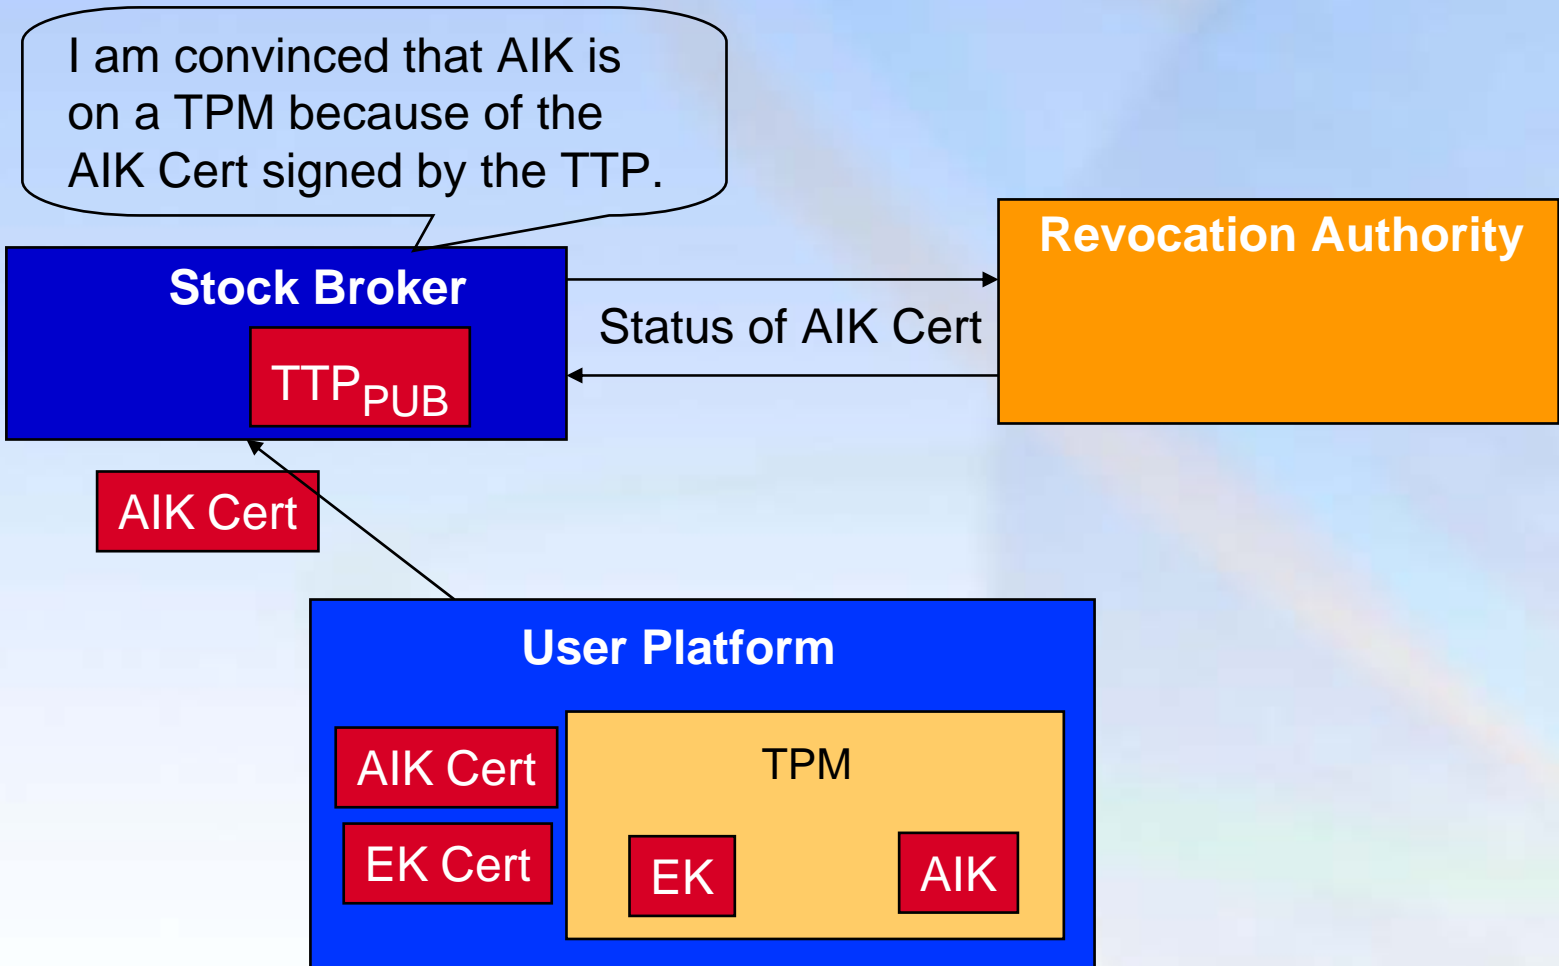 I am convinced that AIK is
on a TPM because of the
AIK Cert signed by the TTP.
Revocation Authority
Stock Broker
Status of AIK Cert
TTPPUB
AIK Cert
User Platform
AIK Cert
TPM
EK Cert
EK
AIK